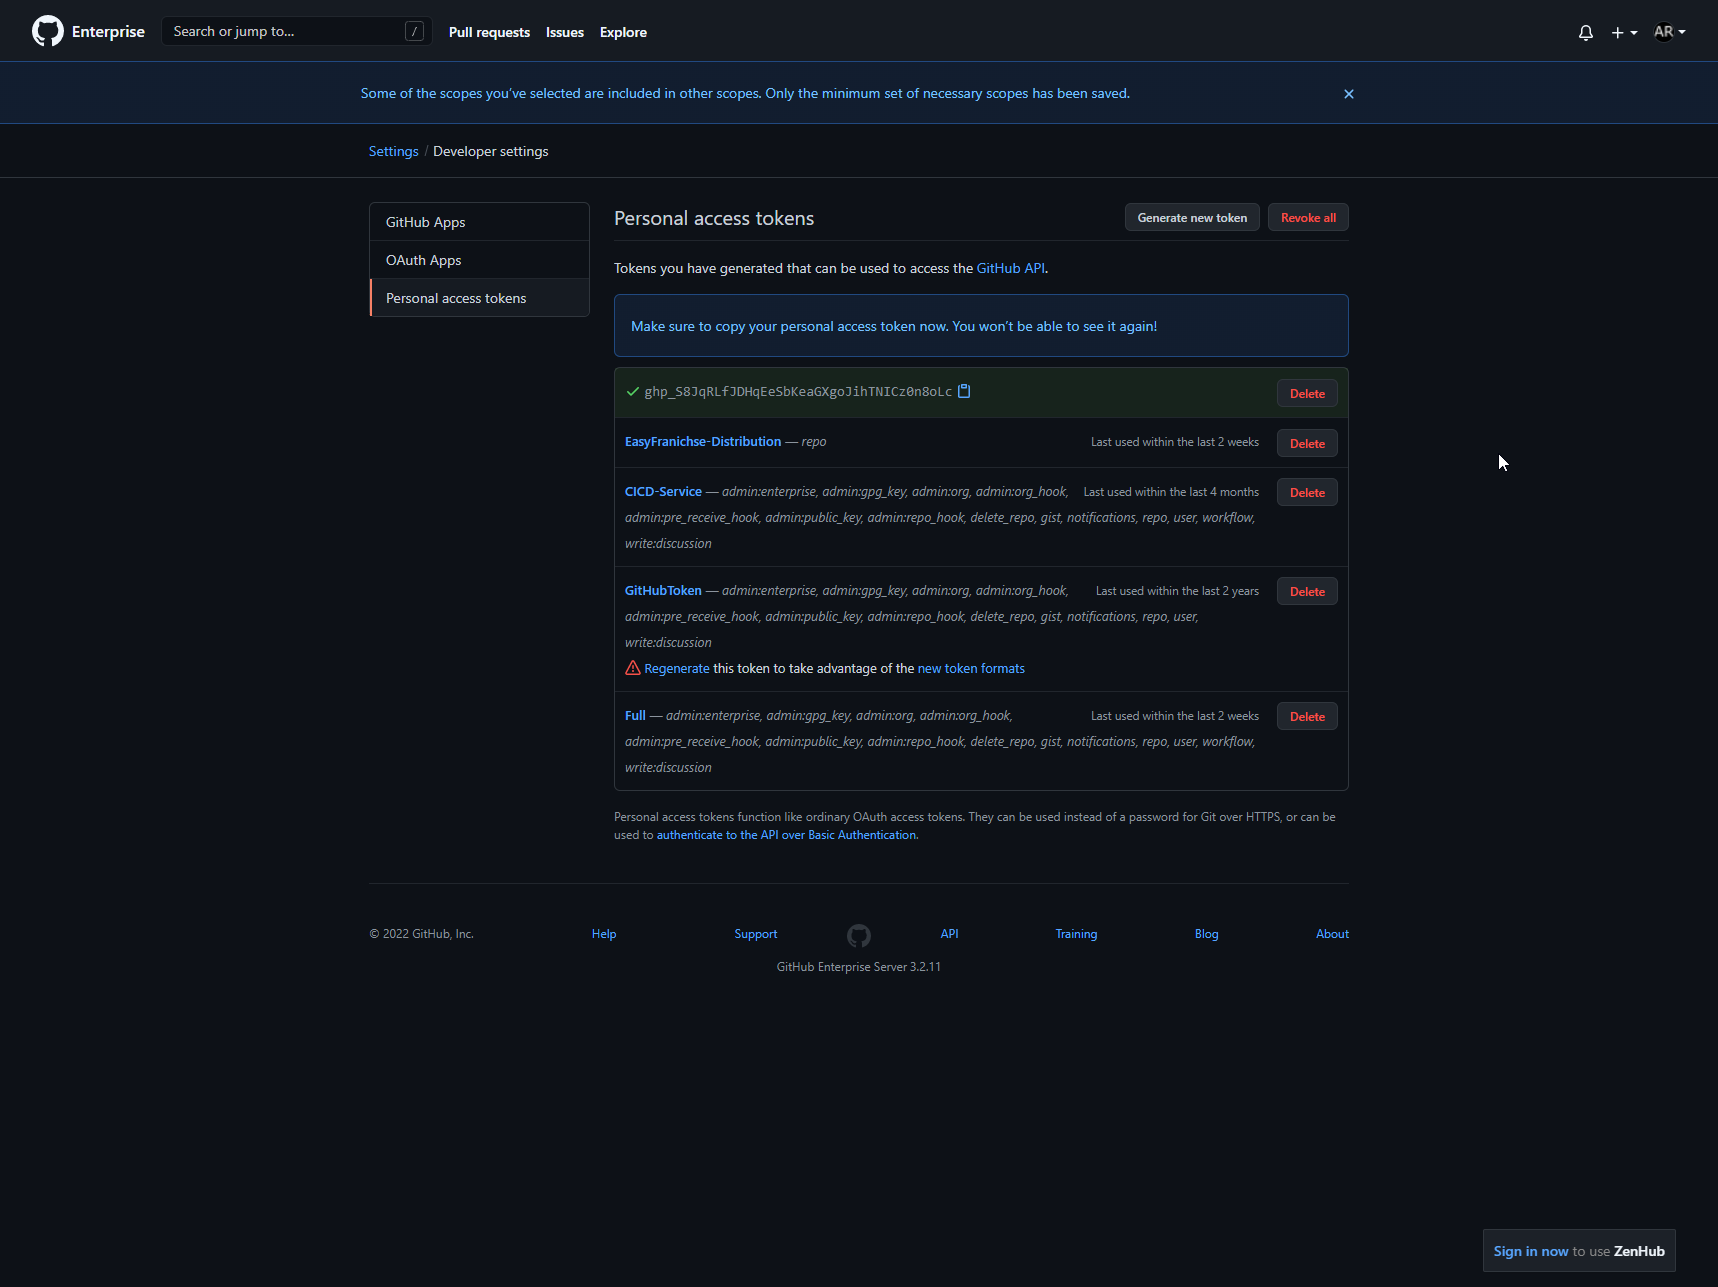 Enterprise
Search or jump to... /
Pull requests Issues Explore
AR
Some of the scopes you've selected are included in other scopes. Only the minimum set of necessary scopes has been saved.
Settings / Developer settings
GitHub Apps
OAuth Apps
Personal access tokens
Personal access tokens
Generate new token
Revoke all
Tokens you have generated that can be used to access the GitHub API.
Make sure to copy your personal access token now. You won't be able to see it again!
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
Delete
EasyFranichse-Distribution — repo
Last used within the last 2 weeks
Delete
CICD-Service — admin:enterprise, admin:gpg_key, admin:org, admin:org_hook,
Last used within the last 4 months
Delete
admin:pre_receive_hook, admin:public_key, admin:repo_hook, delete_repo, gist, notifications, repo, user, workflow,
write:discussion
GitHubToken — admin:enterprise, admin:gpg_key, admin:org, admin:org_hook,
Last used within the last 2 years
Delete
admin:pre_receive_hook, admin:public_key, admin:repo_hook, delete_repo, gist, notifications, repo, user,
write:discussion
Regenerate this token to take advantage of the new token formats
Full — admin:enterprise, admin:gpg_key, admin:org, admin:org_hook,
Last used within the last 2 weeks
Delete
admin:pre_receive_hook, admin:public_key, admin:repo_hook, delete_repo, gist, notifications, repo, user, workflow,
write:discussion
Personal access tokens function like ordinary OAuth access tokens. They can be used instead of a password for Git over HTTPS, or can be
used to authenticate to the API over Basic Authentication.
© 2022 GitHub, Inc.
Help
Support
API
Training
Blog
About
GitHub Enterprise Server 3.2.11
Sign in now to use ZenHub